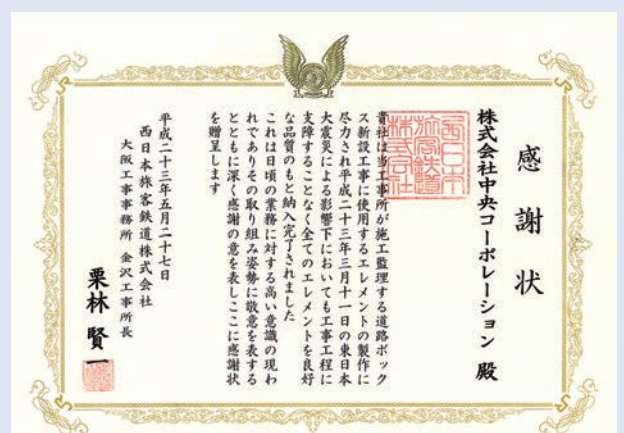 感謝状
株式会社中央コーポレーション 殿
貴社は当工事所が施工監理する道路ボック
ス新設工事に使用するエレメントの製作に
尽力され平成二十三年三月十一日の東日本
大震災による影響下においても工事工程に
支障することなく全てのエレメントを良好
な品質のもと納入完了されました
これは日頃の業務に対する高い意識の現わ
れでありその取り組み姿勢に敬意を表する
とともに深く感謝の意を表しここに感謝状
を贈呈します
平成二十三年五月二十七日
西日本旅客鉄道株式会社
大阪工事事務所 金沢工事所長
栗林 賢一
西日本
旅客鉄道
株式会社